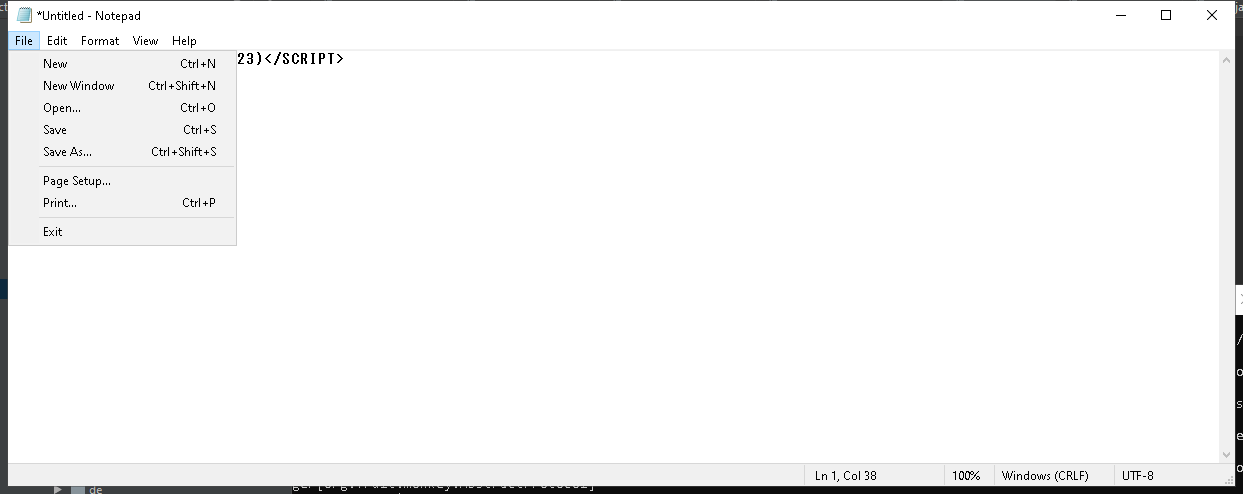 *Untitled - Notepad
File Edit Format View Help
23)</SCRIPT>
New Ctrl+N
New Window Ctrl+Shift+N
Open... Ctrl+O
Save Ctrl+S
Save As... Ctrl+Shift+S
Page Setup...
Print... Ctrl+P
Exit
Ln 1, Col 38 100% Windows (CRLF) UTF-8
de